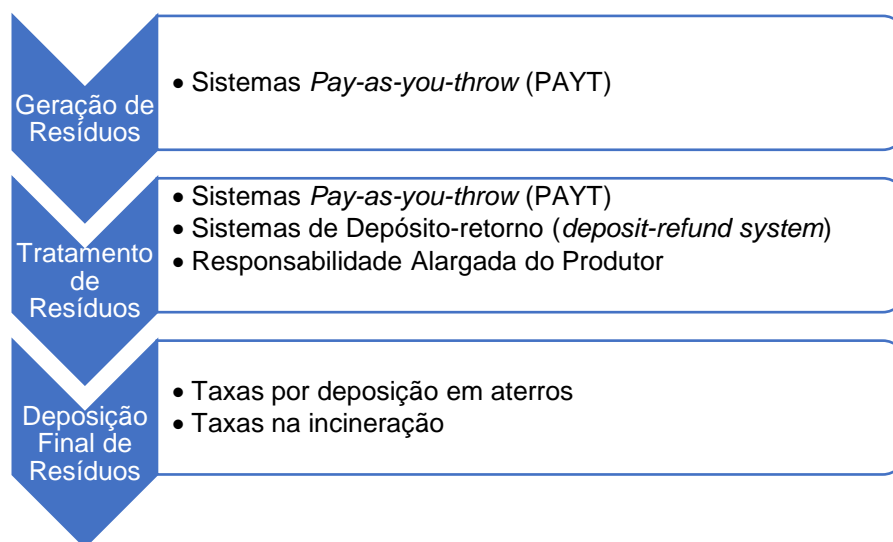 Geração de
Resíduos
• Sistemas Pay-as-you-throw (PAYT)
Tratamento
de
Resíduos
• Sistemas Pay-as-you-throw (PAYT)
• Sistemas de Depósito-retorno (deposit-refund system)
• Responsabilidade Alargada do Produtor
Deposição
Final de
Resíduos
• Taxas por deposição em aterros
• Taxas na incineração